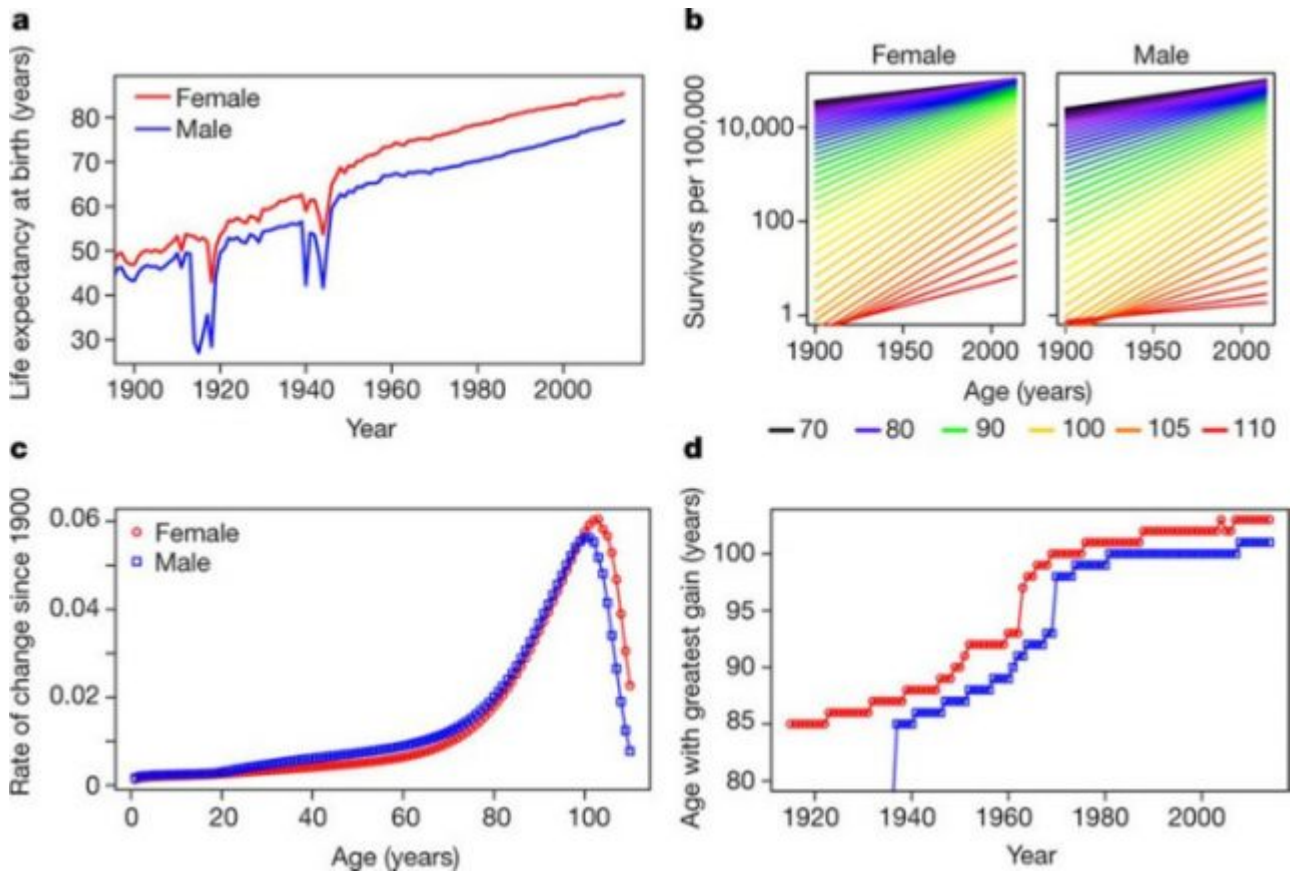 a
Life expectancy at birth (years)
80
70
60
50
40
30
Female
Male
1900 1920 1940 1960 1980 2000
Year
b
Female Male
Survivors per 100,000
10,000
100
1
1900 1950 2000 1900 1950 2000
Age (years)
70 80 90 100 105 110
c
Rate of change since 1900
0.06
0.04
0.02
0
Female
Male
0 20 40 60 80 100
Age (years)
d
Age with greatest gain (years)
100
95
90
85
80
1920 1940 1960 1980 2000
Year